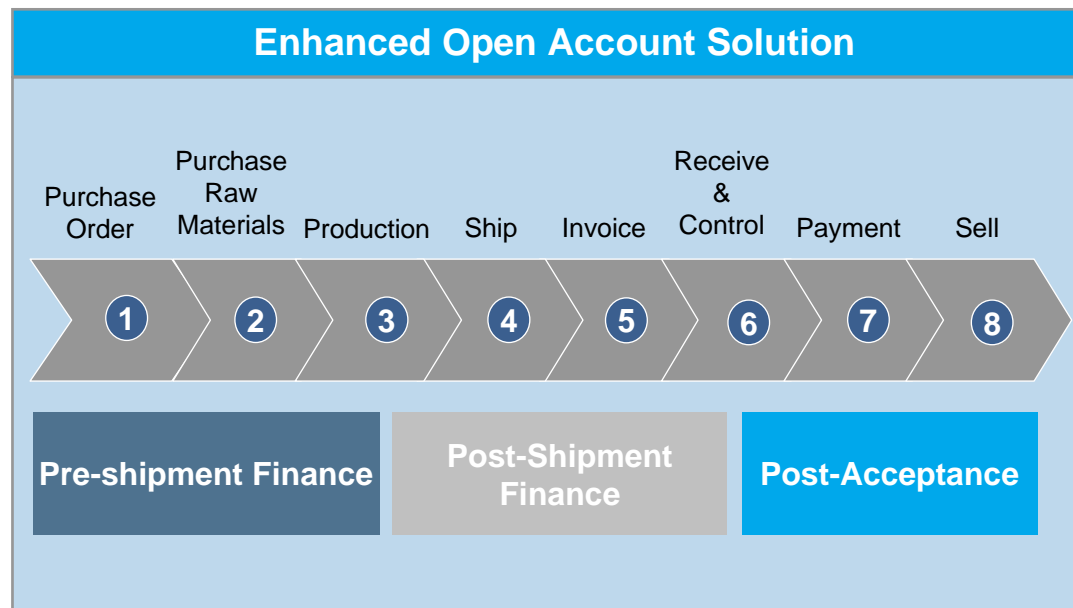 Enhanced Open Account Solution
Purchase
Order
Purchase
Raw
Materials
Production
Ship
Invoice
Receive
&
Control
Payment
Sell
1
2
3
4
5
6
7
8
Pre-shipment Finance
Post-Shipment
Finance
Post-Acceptance